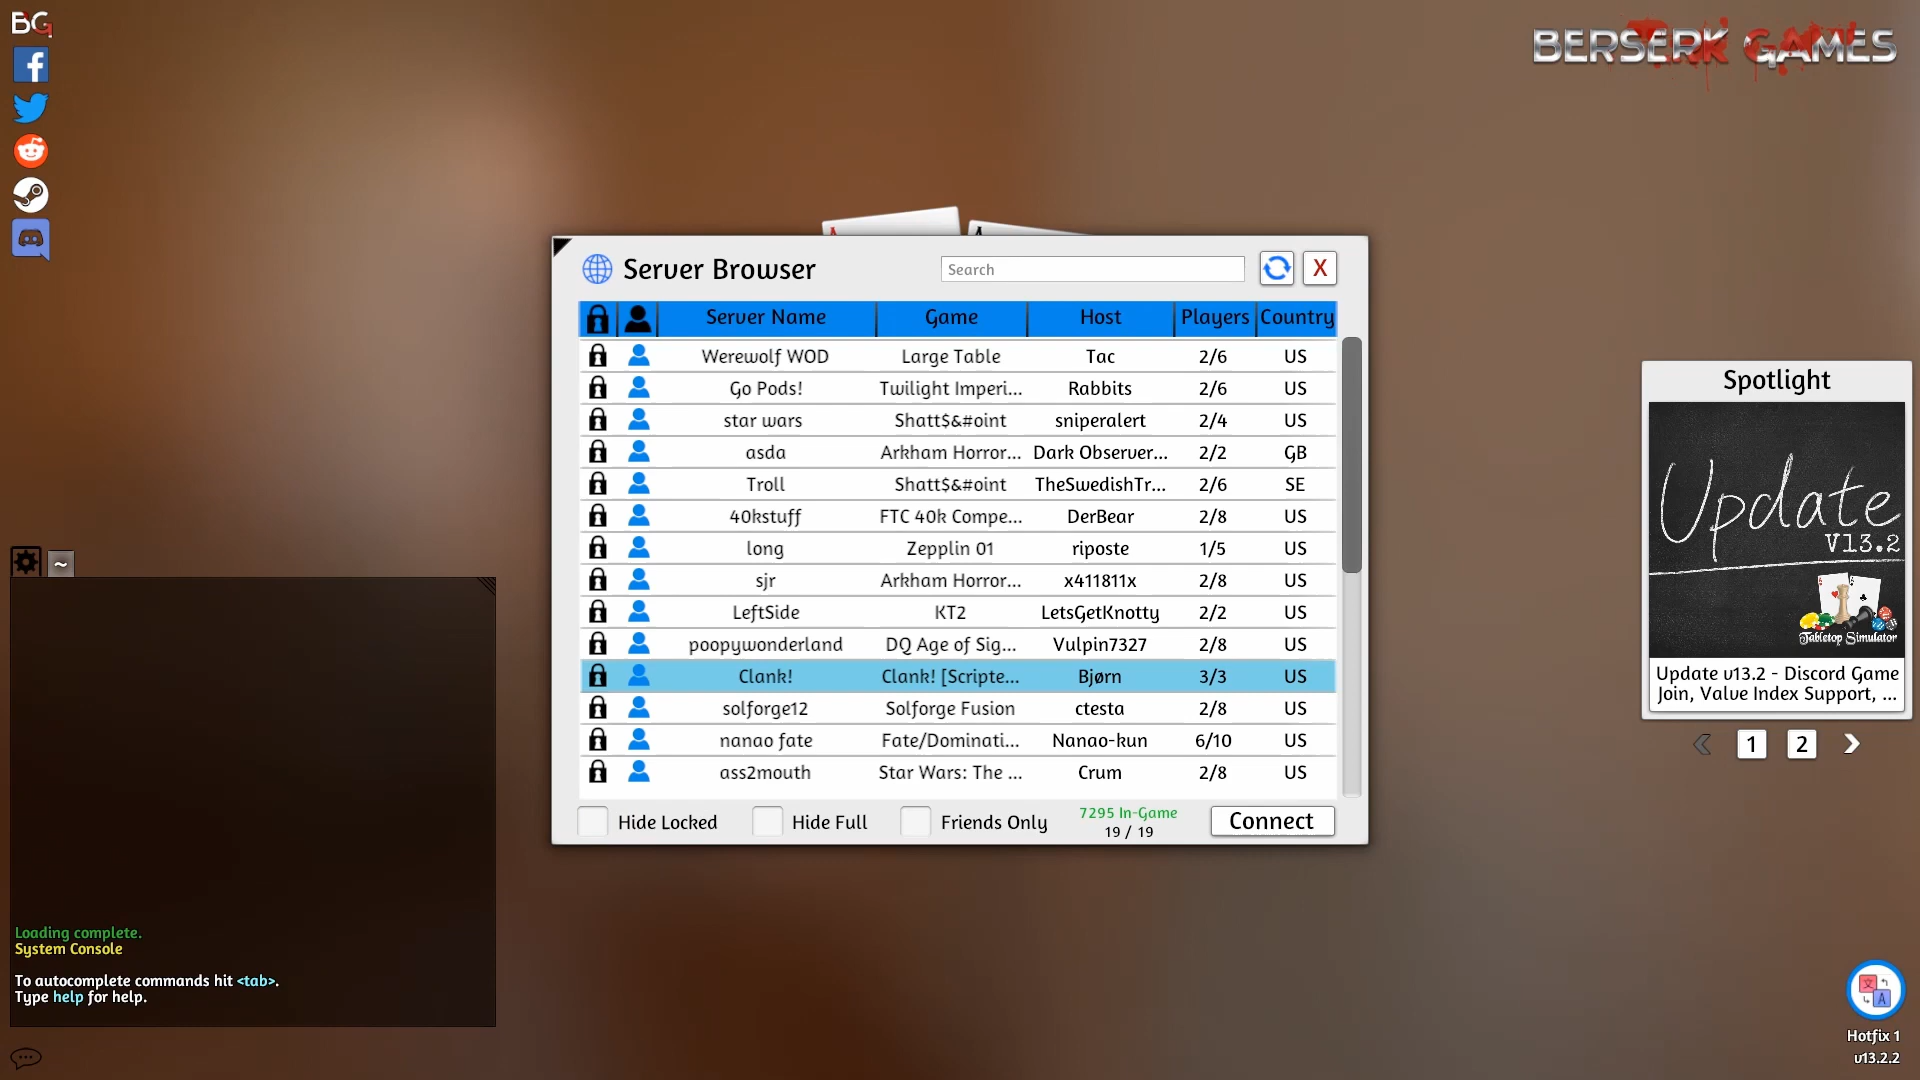 BG
BERSERK GAMES
Server Browser
Search
X
Server Name Game Host Players Country
Werewolf WOD Large Table Tac 2/6 US
Go Pods! Twilight Imperi... Rabbits 2/6 US
star wars Shatt$&#oint sniperalert 2/4 US
asda Arkham Horror... Dark Observer... 2/2 GB
Troll Shatt$&#oint TheSwedishTr... 2/6 SE
40kstuff FTC 40k Compe... DerBear 2/8 US
long Zepplin 01 riposte 1/5 US
sjr Arkham Horror... x411811x 2/8 US
LeftSide KT2 LetsGetKnotty 2/2 US
poopywonderland DQ Age of Sig... Vulpin7327 2/8 US
Clank! Clank! [Scripte... Bjørn 3/3 US
solforge12 Solforge Fusion ctesta 2/8 US
nanao fate Fate/Dominati... Nanao-kun 6/10 US
ass2mouth Star Wars: The ... Crum 2/8 US
Hide Locked Hide Full Friends Only 7295 In-Game Connect
19 / 19
Spotlight
Update
V13.2
Tabletop Simulator
Update v13.2 - Discord Game
Join, Value Index Support, ...
1 2
~
Loading complete.
System Console
To autocomplete commands hit <tab>.
Type help for help.
文 A
Hotfix 1
v13.2.2